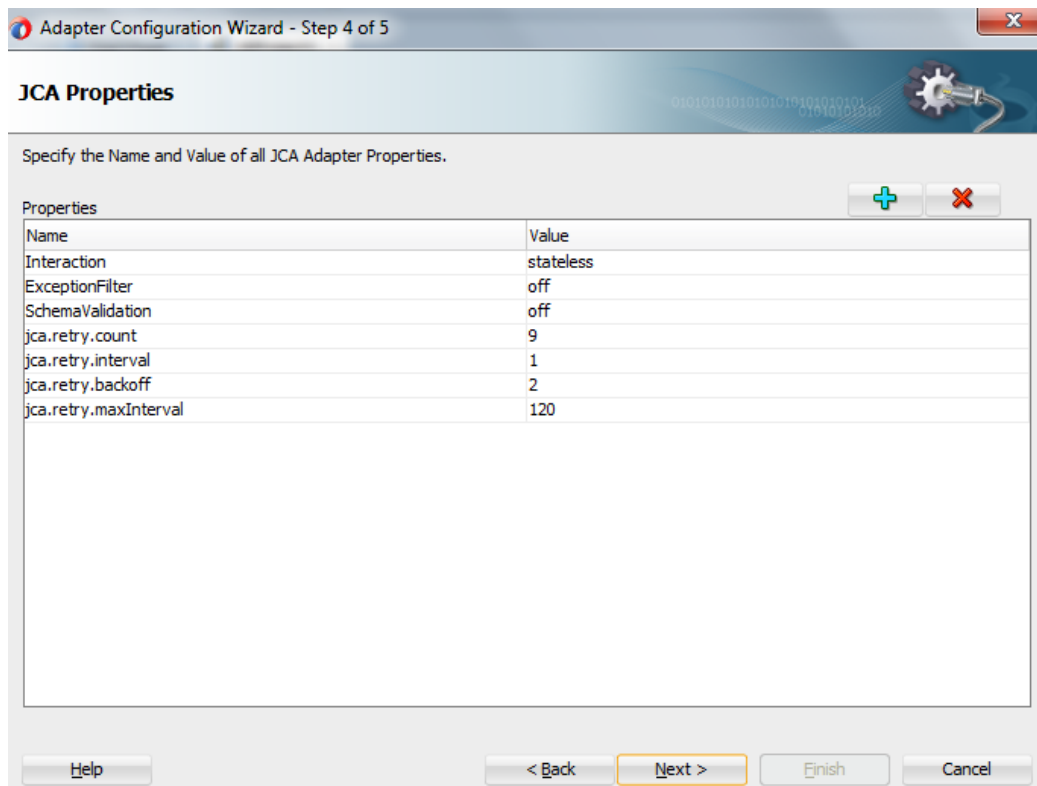 Adapter Configuration Wizard - Step 4 of 5
x
JCA Properties
Specify the Name and Value of all JCA Adapter Properties.
Properties
Name Value
Interaction stateless
ExceptionFilter off
SchemaValidation off
jca.retry.count 9
jca.retry.interval 1
jca.retry.backoff 2
jca.retry.maxInterval 120
Help < Back Next > Finish Cancel